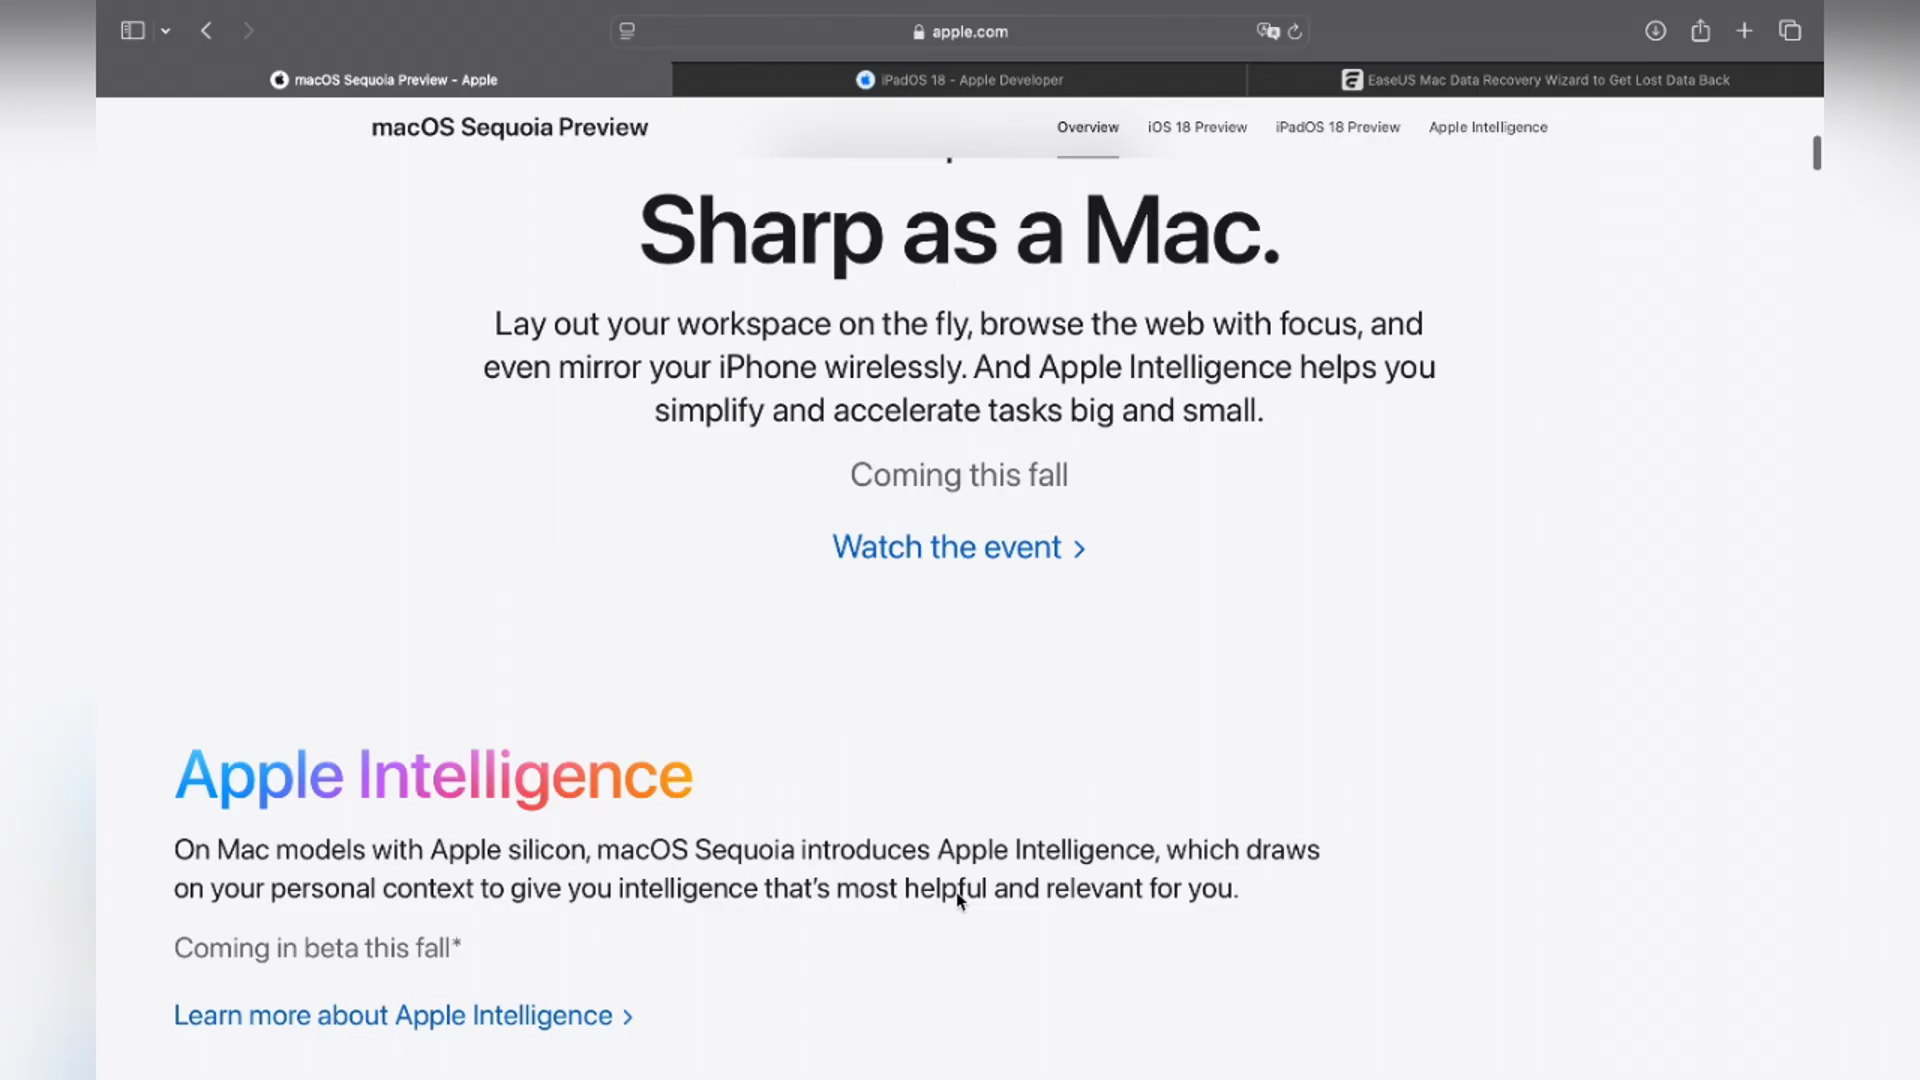 apple.com
macOS Sequoia Preview - Apple
iPadOS 18 - Apple Developer
EaseUS Mac Data Recovery Wizard to Get Lost Data Back
macOS Sequoia Preview
Overview
iOS 18 Preview
iPadOS 18 Preview
Apple Intelligence
Sharp as a Mac.
Lay out your workspace on the fly, browse the web with focus, and
even mirror your iPhone wirelessly. And Apple Intelligence helps you
simplify and accelerate tasks big and small.
Coming this fall
Watch the event >
Apple Intelligence
On Mac models with Apple silicon, macOS Sequoia introduces Apple Intelligence, which draws
on your personal context to give you intelligence that's most helpful and relevant for you.
Coming in beta this fall*
Learn more about Apple Intelligence >